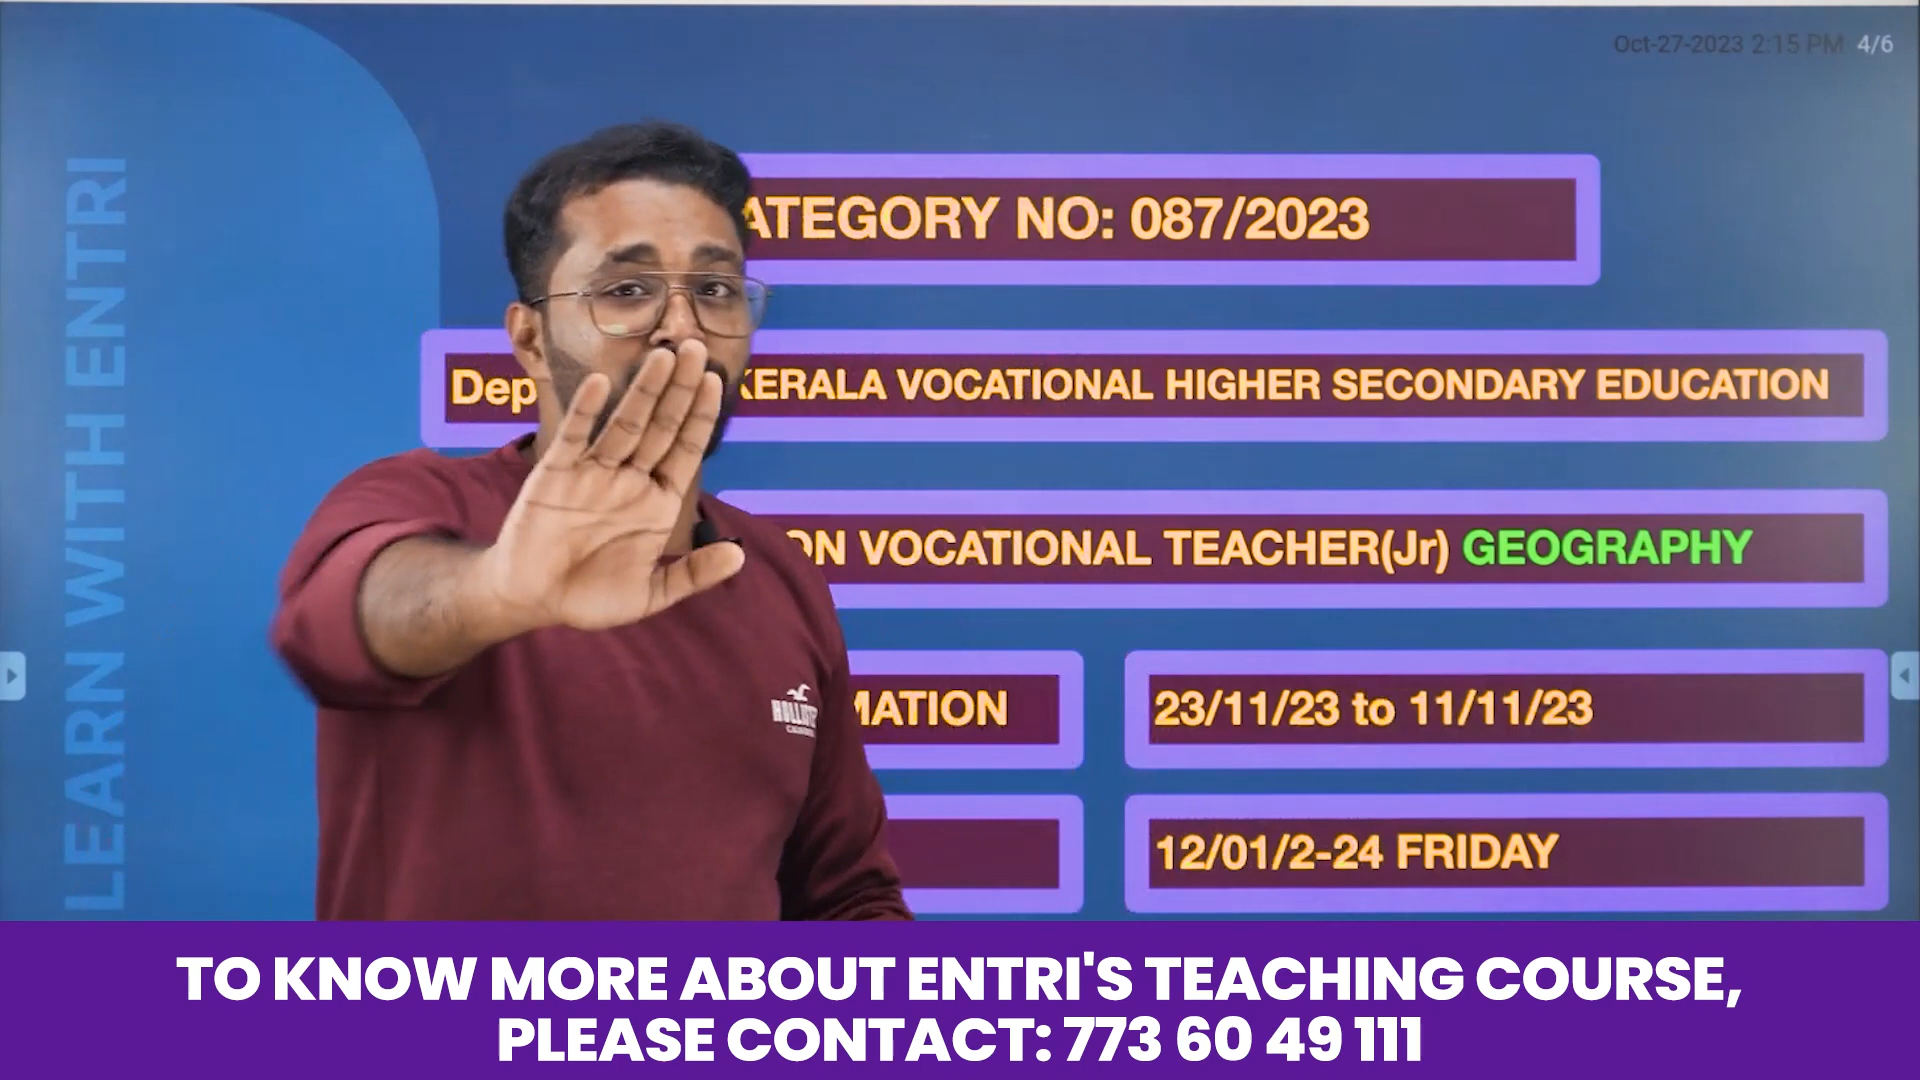 Oct-27-2023 2:15 PM 4/6
LEARN WITH ENTRI
ATEGORY NO: 087/2023
Dep KERALA VOCATIONAL HIGHER SECONDARY EDUCATION
ON VOCATIONAL TEACHER(Jr) GEOGRAPHY
MATION 23/11/23 to 11/11/23
12/01/2-24 FRIDAY
HOLLISTER
TO KNOW MORE ABOUT ENTRI'S TEACHING COURSE,
PLEASE CONTACT: 773 60 49 111